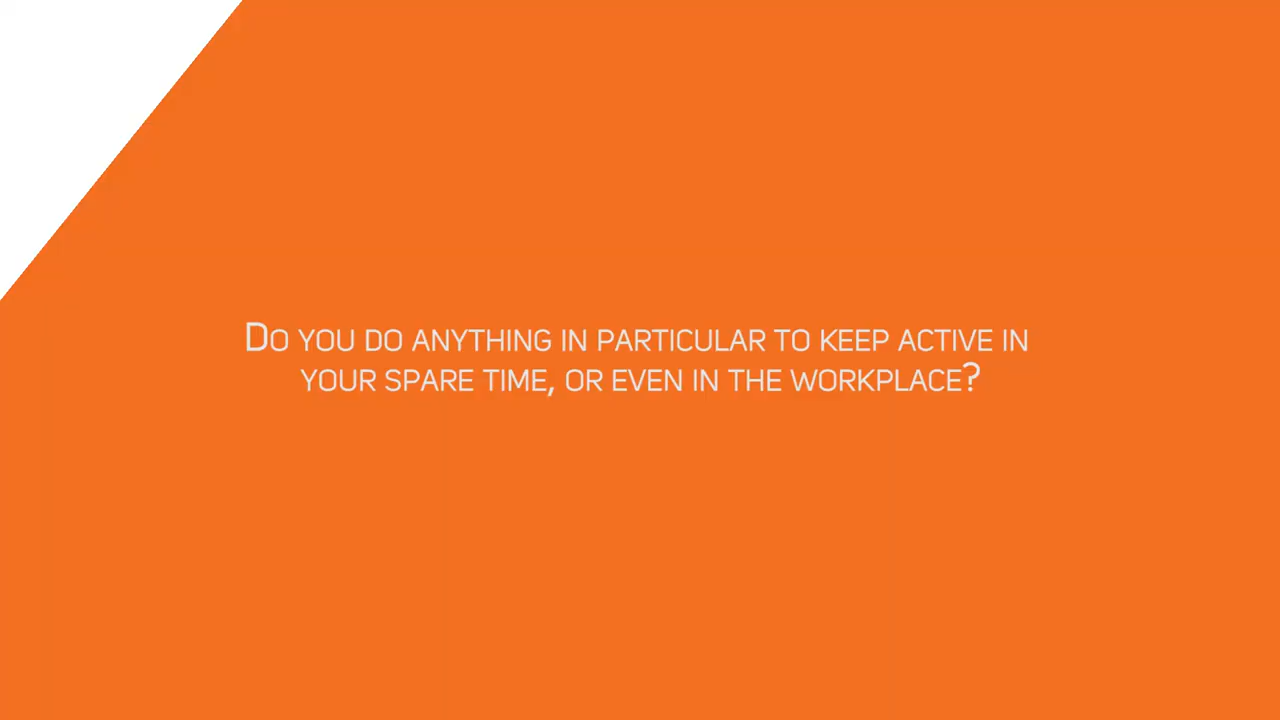 Do you do anything in particular to keep active in
your spare time, or even in the workplace?